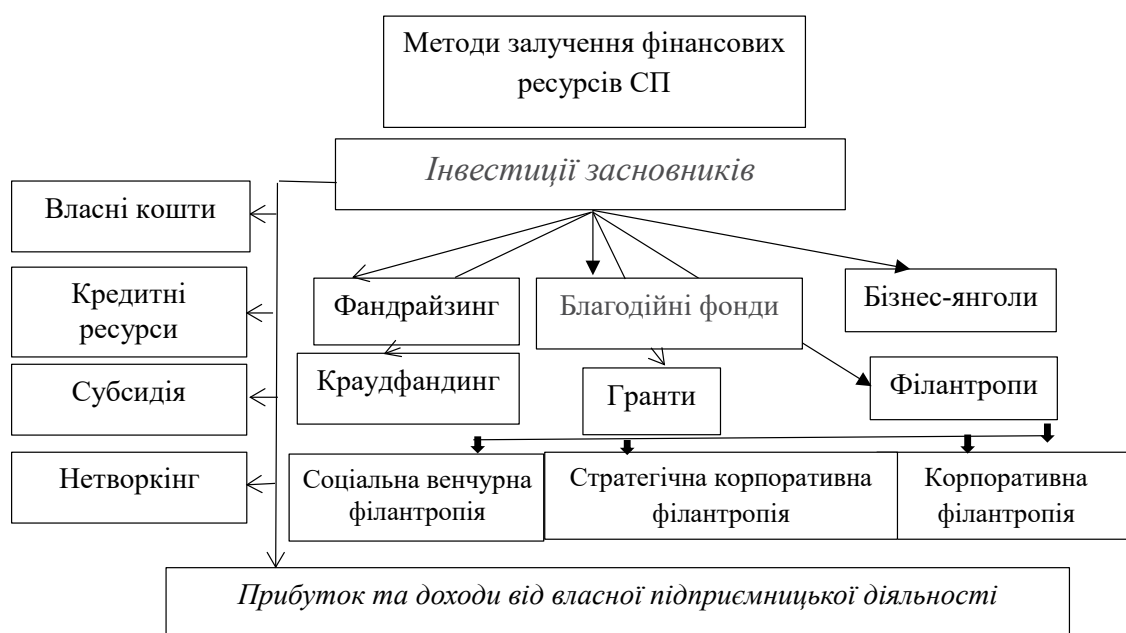 Методи залучення фінансових
ресурсів СП
Інвестиції засновників
Власні кошти
Кредитні
ресурси
Субсидія
Нетворкінг
Фандрайзинг
Благодійні фонди
Бізнес-янголи
Краудфандинг
Гранти
Філантропи
Соціальна венчурна
філантропія
Стратегічна корпоративна
філантропія
Корпоративна
філантропія
Прибуток та доходи від власної підприємницької діяльності